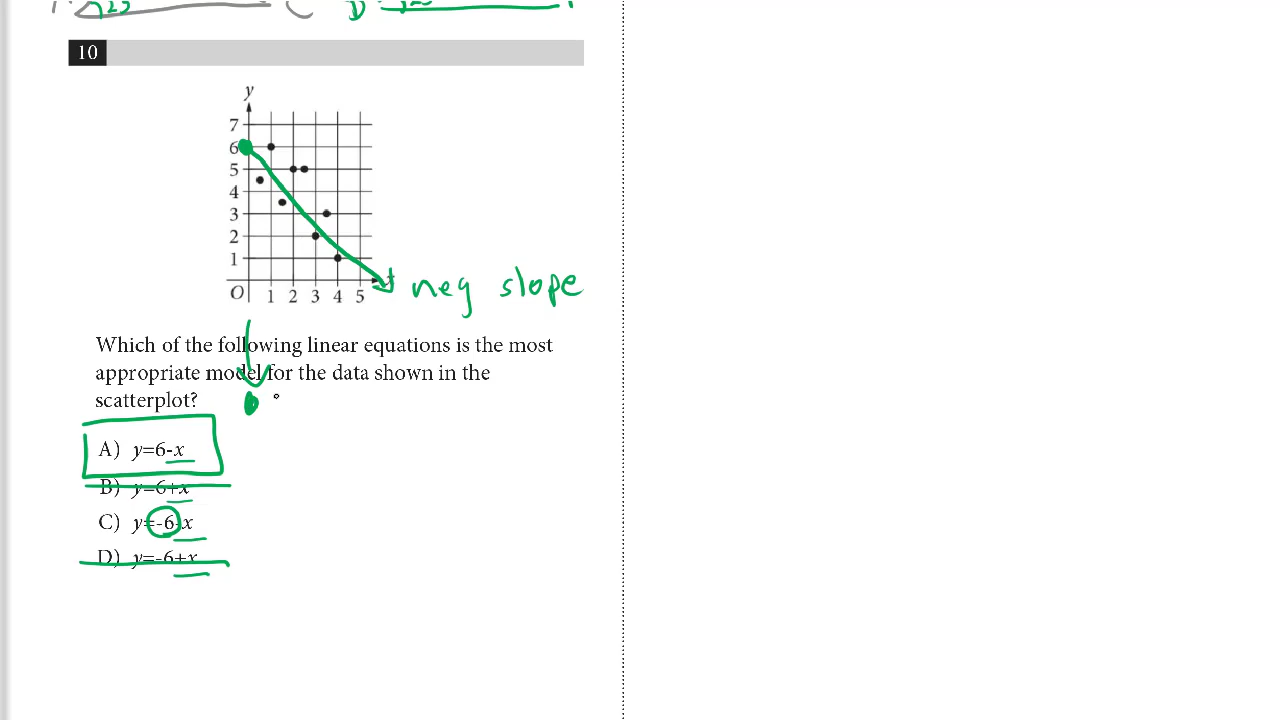 10
y
7
6
5
4
3
2
1
O 1 2 3 4 5
neg slope
Which of the following linear equations is the most
appropriate model for the data shown in the
scatterplot?
A) y=6-x
B) y=6+x
C) y=-6-x
D) y=-6+x